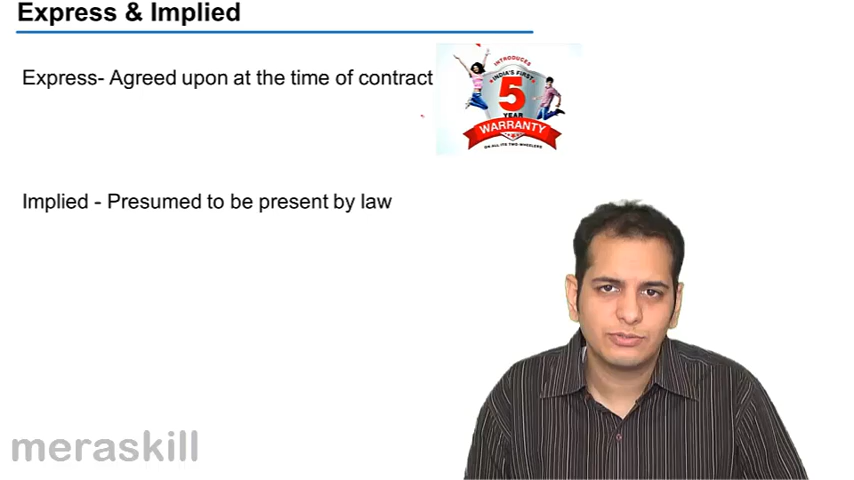 Express & Implied
Express- Agreed upon at the time of contract
INTRODUCES
INDIA'S FIRST
5
YEAR
WARRANTY
ON ALL ITS TWO-WHEELERS
Implied - Presumed to be present by law
meraskill